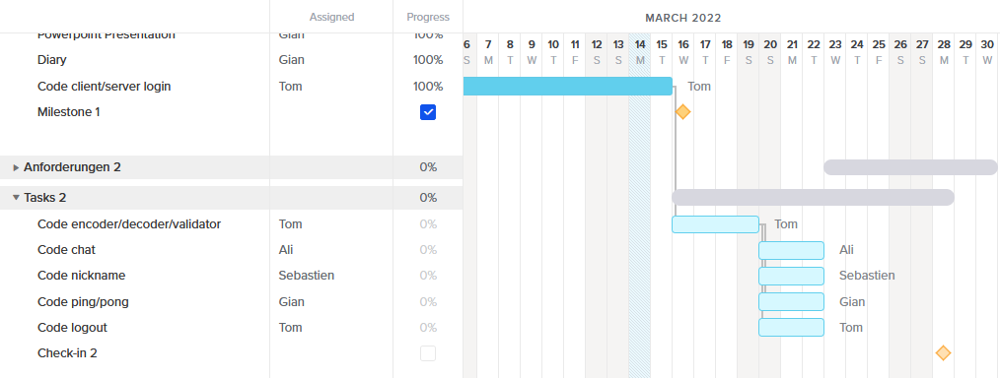 Assigned Progress MARCH 2022
6 7 8 9 10 11 12 13 14 15 16 17 18 19 20 21 22 23 24 25 26 27 28 29 30
S M T W T F S S M T W T F S S M T W T F S S M T W
Powerpoint Presentation Gian 100%
Diary Gian 100%
Code client/server login Tom 100% Tom
Milestone 1
Anforderungen 2 0%
Tasks 2 0%
Code encoder/decoder/validator Tom 0% Tom
Code chat Ali 0% Ali
Code nickname Sebastien 0% Sebastien
Code ping/pong Gian 0% Gian
Code logout Tom 0% Tom
Check-in 2